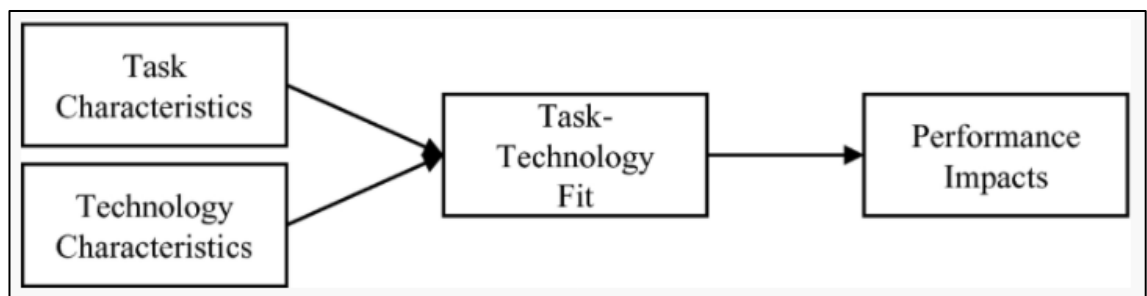 Task
Characteristics
Technology
Characteristics
Task-
Technology
Fit
Performance
Impacts